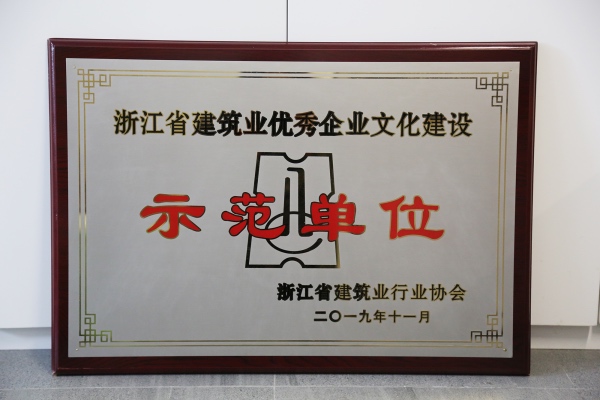 浙江省建筑业优秀企业文化建设
示范单位
浙江省建筑业行业协会
二〇一九年十一月